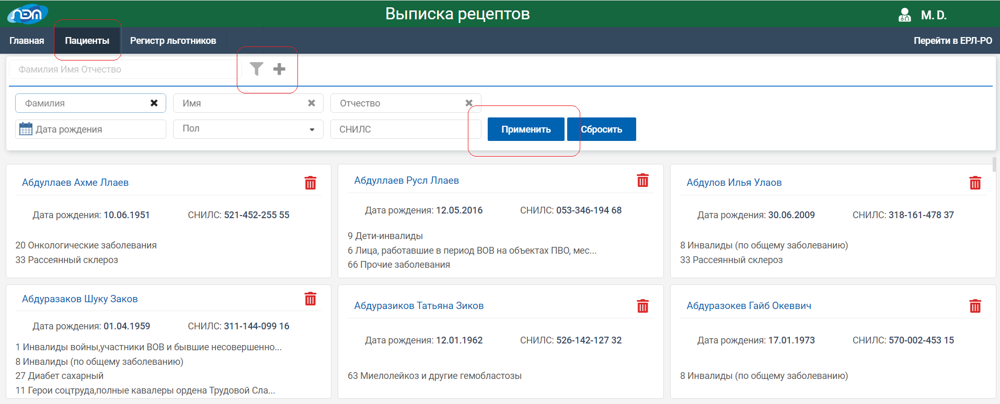 ЛЭМ
Выписка рецептов
M. D.
Главная
Пациенты
Регистр льготников
Перейти в ЕРЛ-РО
Фамилия Имя Отчество
Фамилия
Имя
Отчество
Дата рождения
Пол
СНИЛС
Применить
Сбросить
Абдуллаев Ахме Ллаев
Дата рождения: 10.06.1951 СНИЛС: 521-452-255 55
20 Онкологические заболевания
33 Рассеянный склероз
Абдуллаев Русл Ллаев
Дата рождения: 12.05.2016 СНИЛС: 053-346-194 68
9 Дети-инвалиды
6 Лица, работавшие в период ВОВ на объектах ПВО, мес...
66 Прочие заболевания
Абдулов Илья Улаов
Дата рождения: 30.06.2009 СНИЛС: 318-161-478 37
8 Инвалиды (по общему заболеванию)
33 Рассеянный склероз
Абдуразаков Шуку Заков
Дата рождения: 01.04.1959 СНИЛС: 311-144-099 16
1 Инвалиды войны,участники ВОВ и бывшие несовершенно...
8 Инвалиды (по общему заболеванию)
27 Диабет сахарный
11 Герои соцтруда,полные кавалеры ордена Трудовой Сла...
Абдуразиков Татьяна Зиков
Дата рождения: 12.01.1962 СНИЛС: 526-142-127 32
63 Миелолейкоз и другие гемобластозы
Абдуразокев Гайб Океввич
Дата рождения: 17.01.1973 СНИЛС: 570-002-453 15
8 Инвалиды (по общему заболеванию)